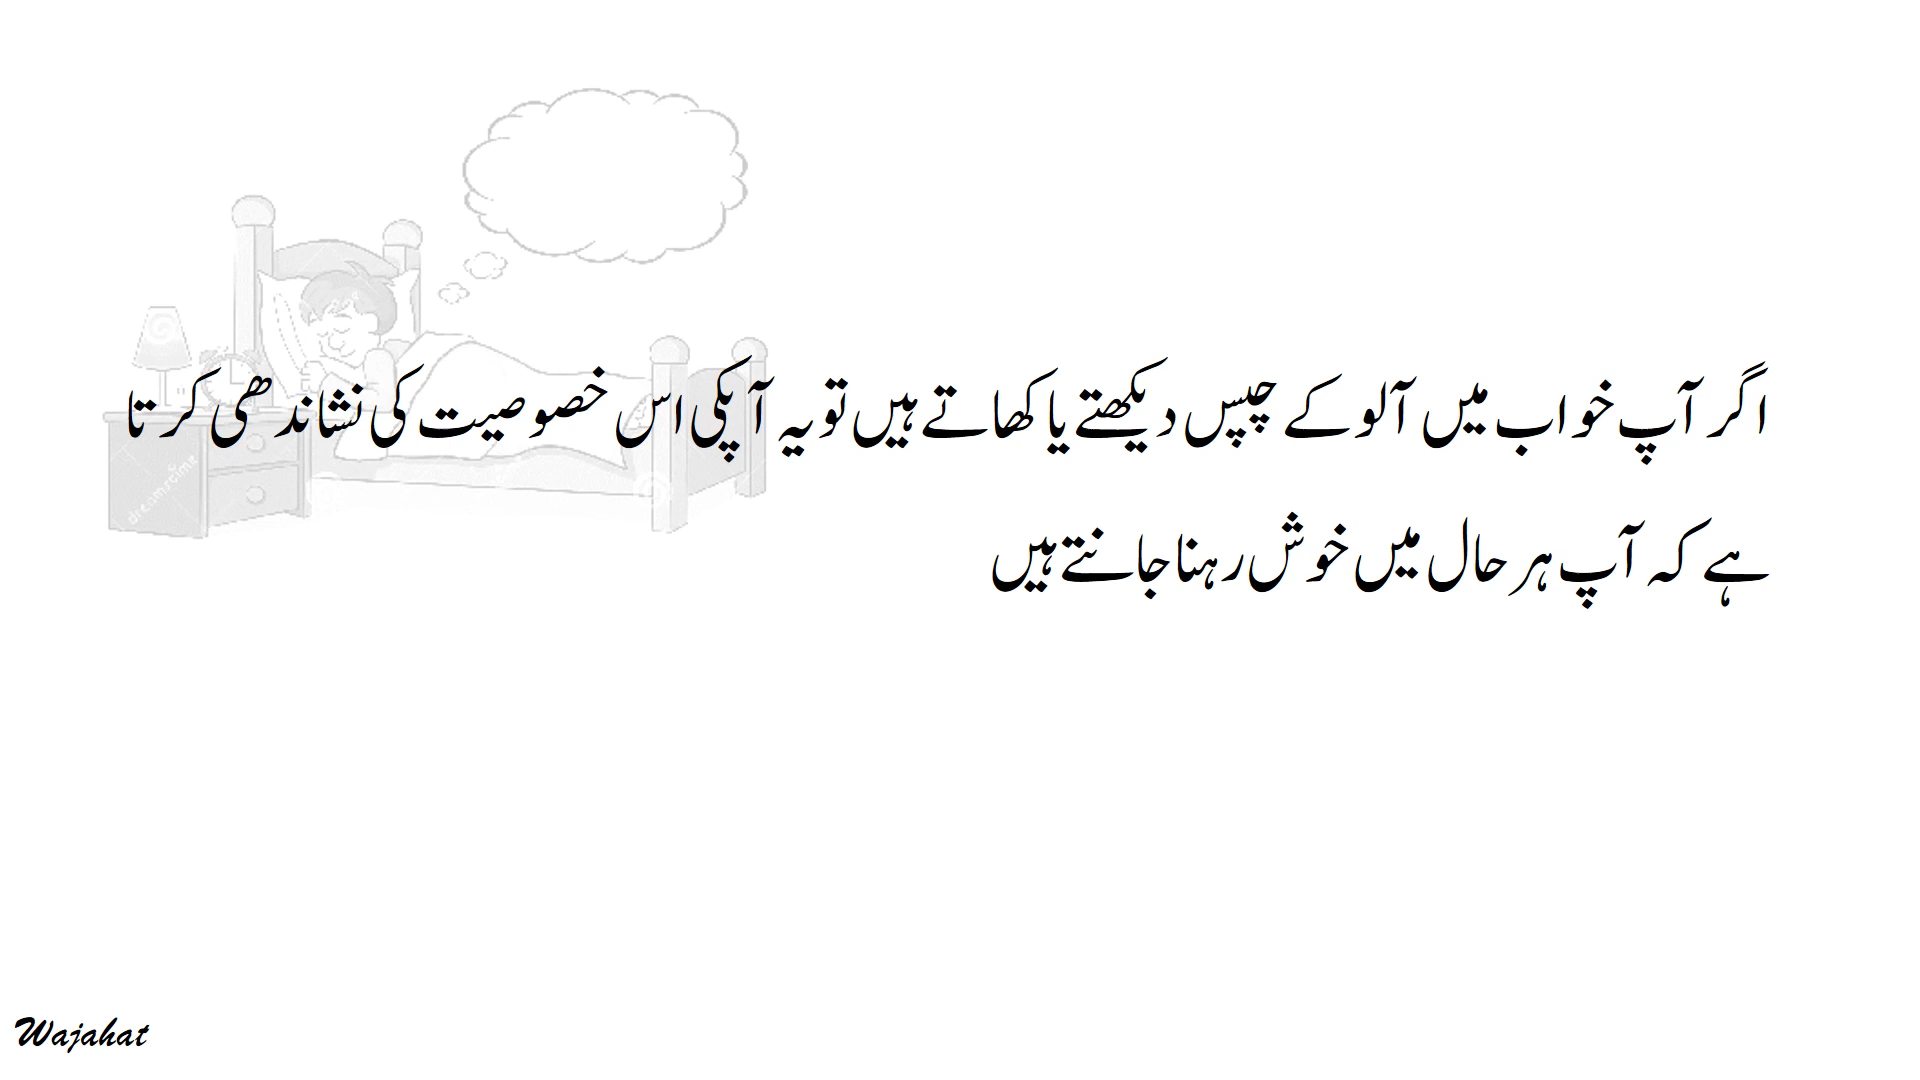 اگر آپ خواب میں آلو کے چپس دیکھتے یا کھاتے ہیں تو یہ آپکی اس خصوصیت کی نشاندھی کرتا
ہے کہ آپ ہر حال میں خوش رہنا جانتے ہیں
dreamstime
Wajahat